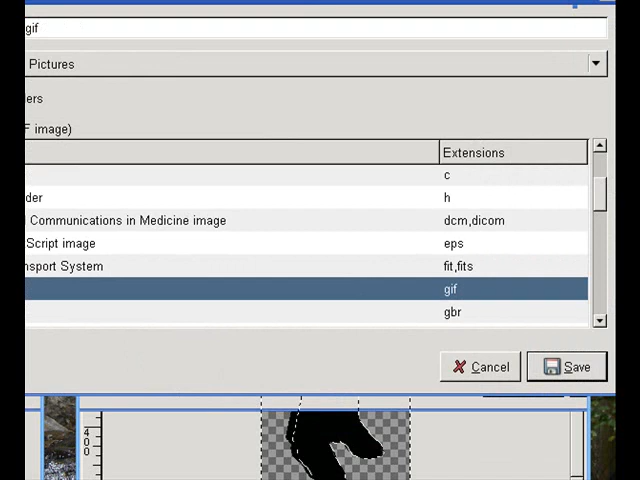 gif
Pictures
ers
F image)
Extensions
c
der h
l Communications in Medicine image dcm,dicom
Script image eps
nsport System fit,fits
gif
gbr
Cancel Save
400